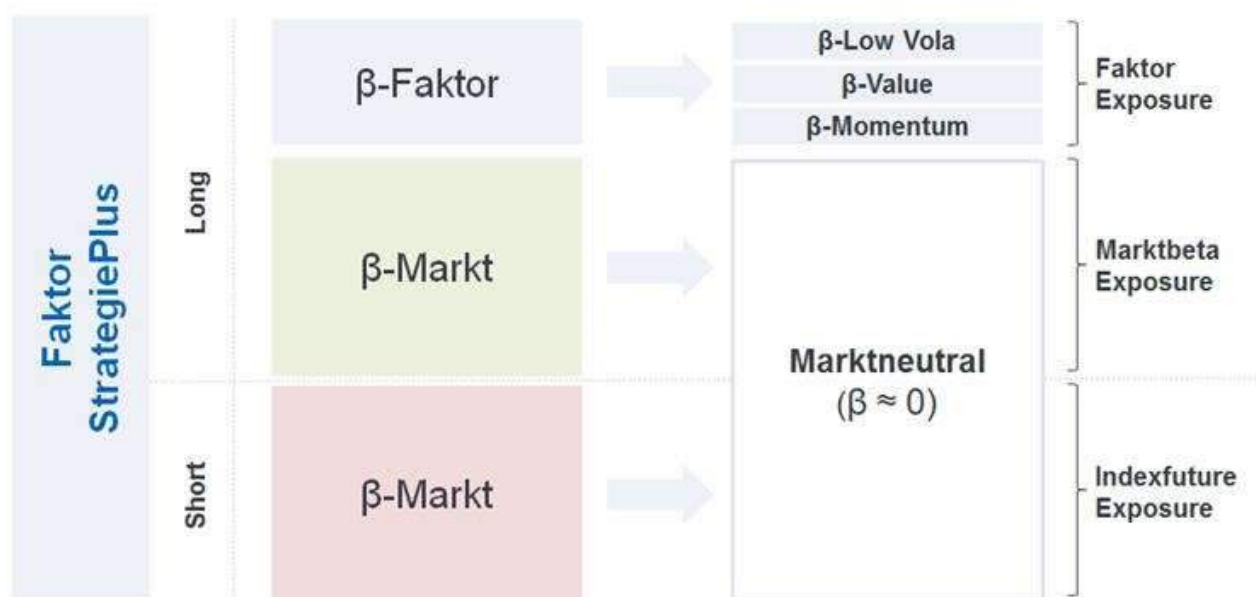 Faktor
StrategiePlus
Long
Short
β-Faktor
β-Markt
β-Markt
β-Low Vola
β-Value
β-Momentum
Marktneutral
(β ≈ 0)
Faktor
Exposure
Marktbeta
Exposure
Indexfuture
Exposure